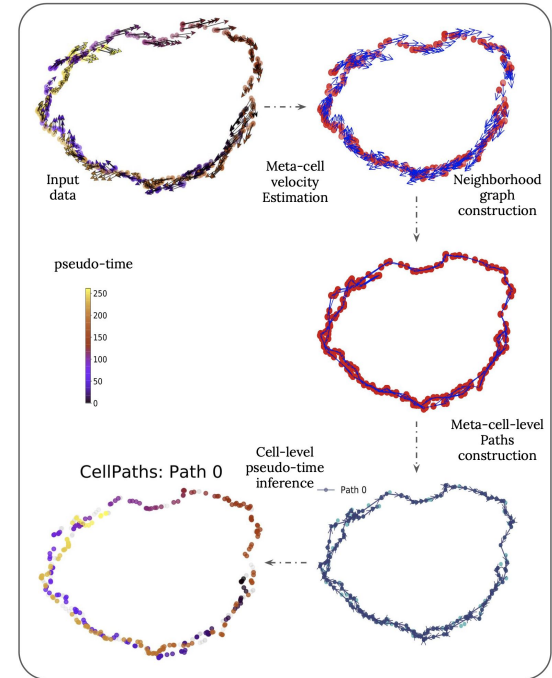 Input
data
Meta-cell
velocity
Estimation
Neighborhood
graph
construction
pseudo-time
250
200
150
100
50
0
Meta-cell-level
Paths
construction
Cell-level
pseudo-time
inference
Path 0
CellPaths: Path 0